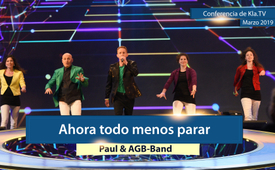 Conferencia de Kla.TV
Marzo 2019
Ahora todo menos parar
Paul & AGB-Band